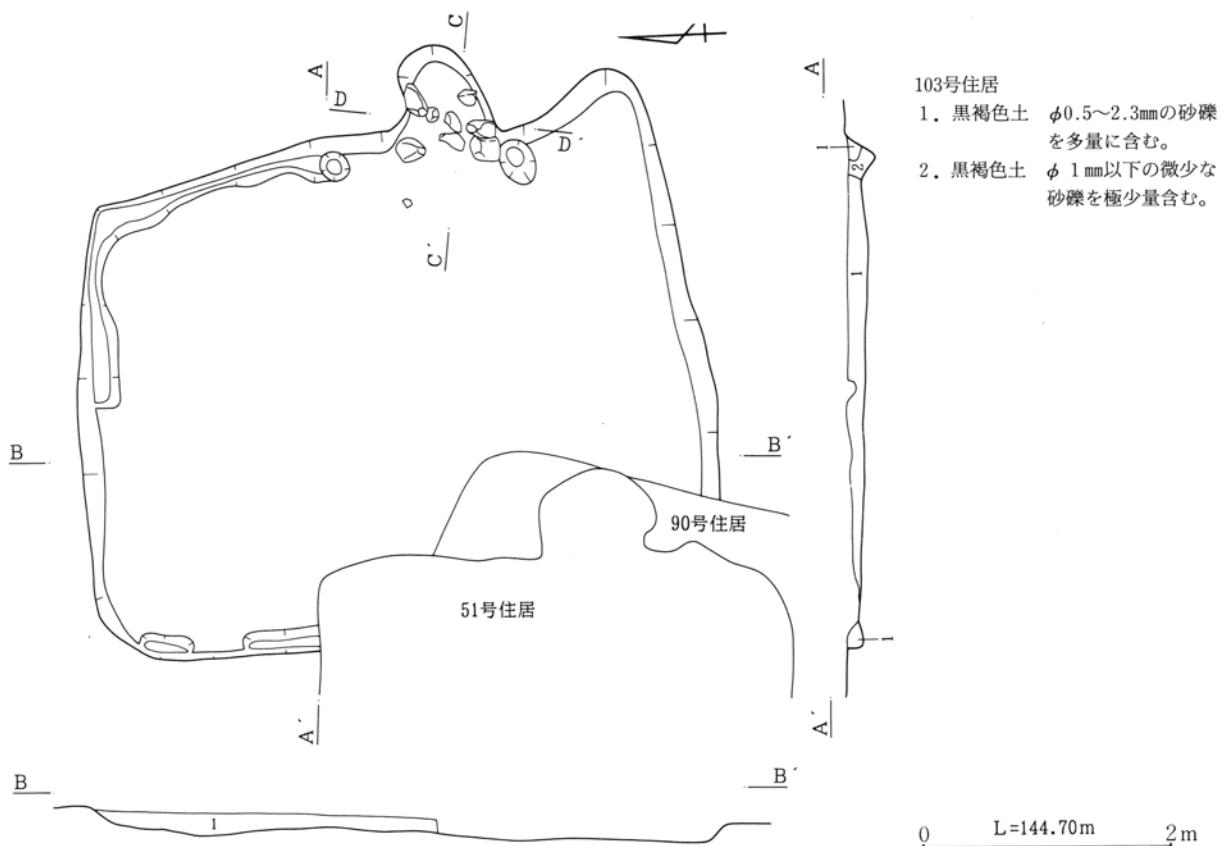 C
A
A
D
D´
C´
103号住居
1．黒褐色土　φ0.5〜2.3mmの砂礫
を多量に含む。
2．黒褐色土　φ 1 mm以下の微少な
砂礫を極少量含む。
1
2
1
B
B´
90号住居
51号住居
1
A´
A´
B
B´
1
0
L=144.70m
2m